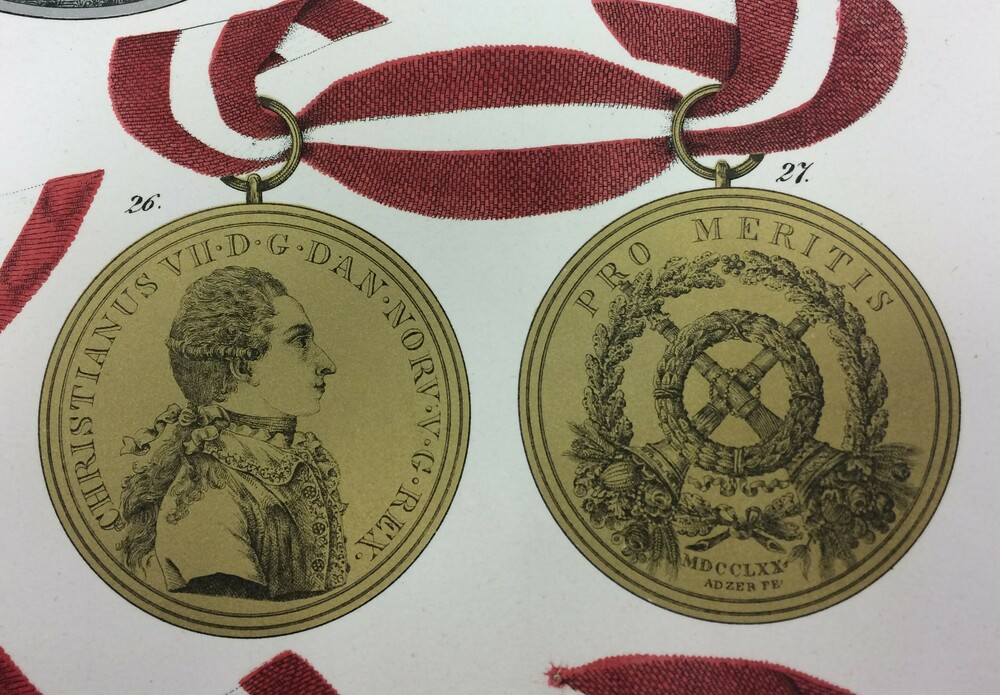 26.
CHRISTIANUS VII·D·G·DAN·NORV·V·G·REX·
27.
PRO MERITIS
MDCCLXX·
ADZER FE